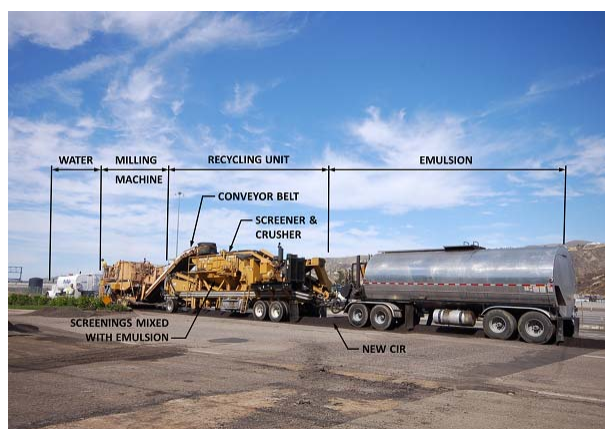 WATER
MILLING
MACHINE
RECYCLING UNIT
EMULSION
CONVEYOR BELT
SCREENER &
CRUSHER
SCREENINGS MIXED
WITH EMULSION
NEW CIR